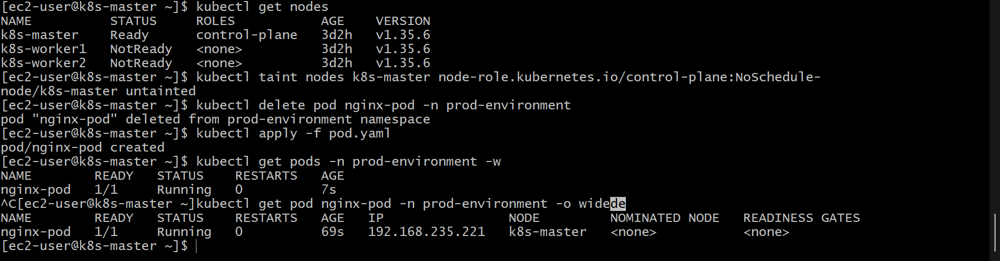 [ec2-user@k8s-master ~]$ kubectl get nodes
NAME          STATUS     ROLES           AGE    VERSION
k8s-master    Ready      control-plane   3d2h   v1.35.6
k8s-worker1   NotReady   <none>          3d2h   v1.35.6
k8s-worker2   NotReady   <none>          3d2h   v1.35.6
[ec2-user@k8s-master ~]$ kubectl taint nodes k8s-master node-role.kubernetes.io/control-plane:NoSchedule-
node/k8s-master untainted
[ec2-user@k8s-master ~]$ kubectl delete pod nginx-pod -n prod-environment
pod "nginx-pod" deleted from prod-environment namespace
[ec2-user@k8s-master ~]$ kubectl apply -f pod.yaml
pod/nginx-pod created
[ec2-user@k8s-master ~]$ kubectl get pods -n prod-environment -w
NAME        READY   STATUS    RESTARTS   AGE
nginx-pod   1/1     Running   0          7s
^C[ec2-user@k8s-master ~]kubectl get pod nginx-pod -n prod-environment -o widede
NAME        READY   STATUS    RESTARTS   AGE   IP                NODE         NOMINATED NODE   READINESS GATES
nginx-pod   1/1     Running   0          69s   192.168.235.221   k8s-master   <none>           <none>
[ec2-user@k8s-master ~]$